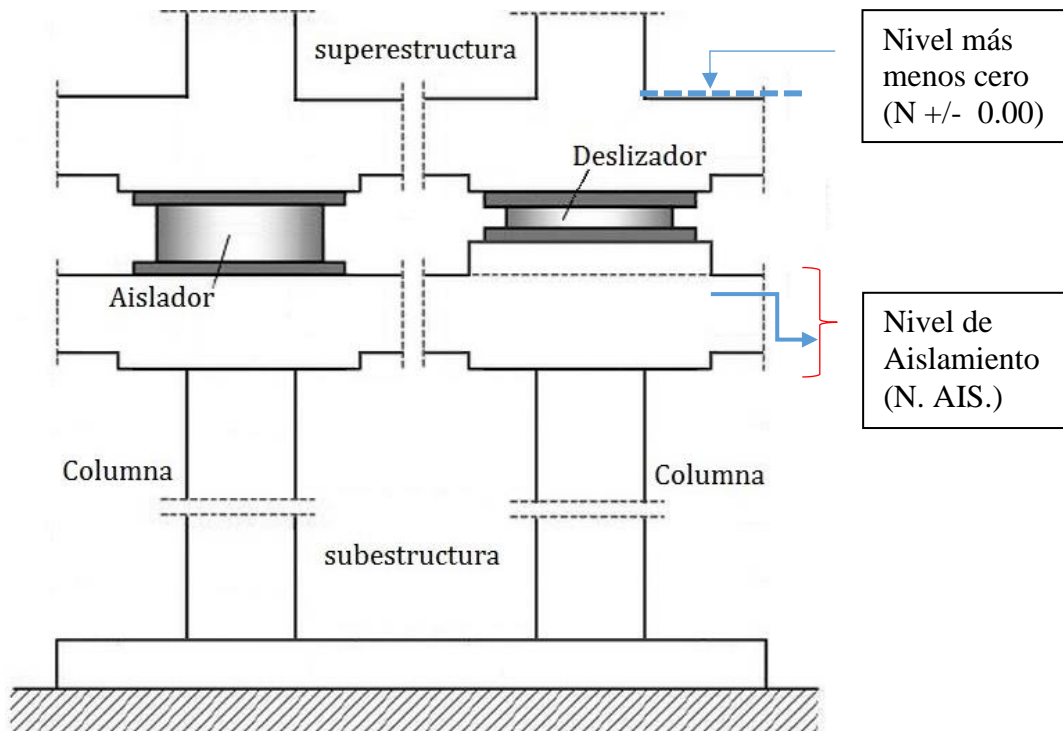 superestructura
Nivel más
menos cero
(N +/- 0.00)
Deslizador
Aislador
Nivel de
Aislamiento
(N. AIS.)
Columna
Columna
subestructura